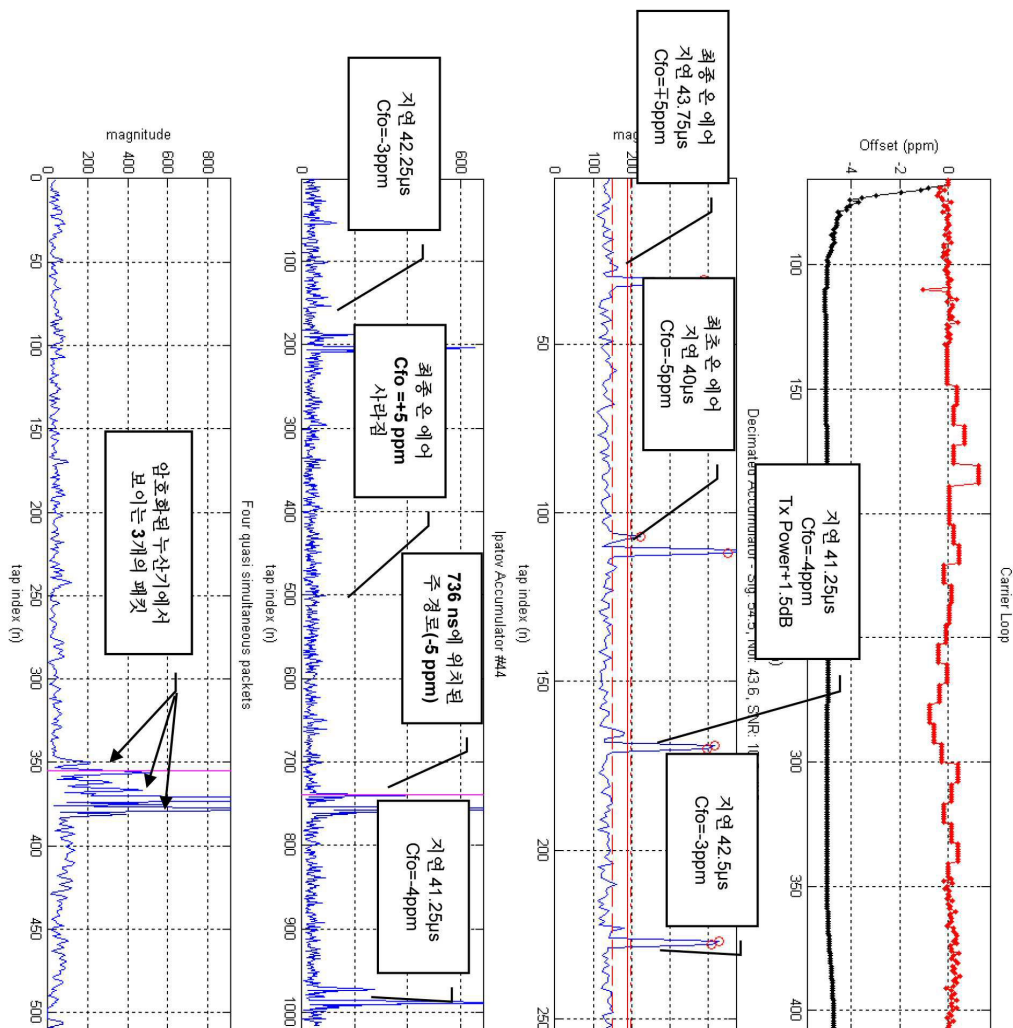 Carrier Loop
Offset (ppm)
0
-2
-4
100
150
300
350
400
지연 41.25μs
Cfo=-4ppm
Tx Power+1.5dB
Decimated Accumulator - Sig: 54.5, Noi: 43.6, SNR: 10
mag
100
200
50
100
150
200
250
tap index (n)
최종 온 에어
지연 43.75μs
Cfo=∓5ppm
최초 온 에어
지연 40μs
Cfo=-5ppm
지연 42.5μs
Cfo=-3ppm
Ipatov Accumulator #44
600
0
100
200
300
400
500
600
700
800
900
1000
tap index (n)
지연 42.25μs
Cfo=-3ppm
최종 온 에어
Cfo =+5 ppm
사라짐
736 ns에 위치된
주 경로(-5 ppm)
지연 41.25μs
Cfo=-4ppm
Four quasi simultaneous packets
magnitude
0
200
400
600
800
0
50
100
150
200
250
300
350
400
450
500
tap index (n)
암호화된 누산기에서
보이는 3개의 패킷